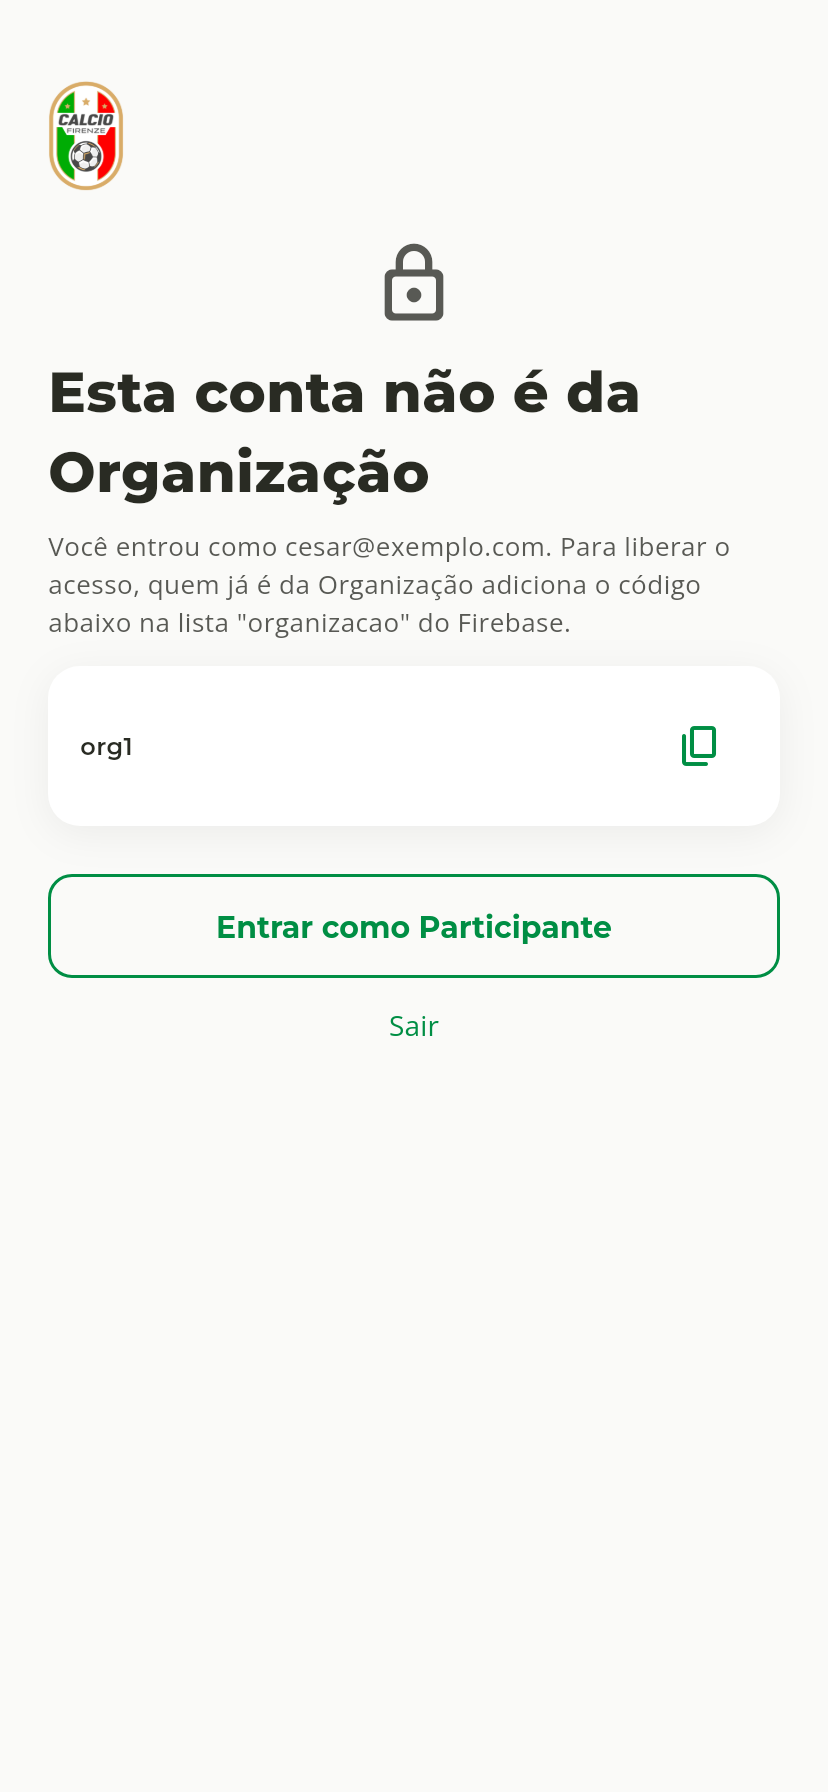 CALCIO
FIRENZE
Esta conta não é da
Organização
Você entrou como cesar@exemplo.com. Para liberar o
acesso, quem já é da Organização adiciona o código
abaixo na lista "organizacao" do Firebase.
org1
Entrar como Participante
Sair